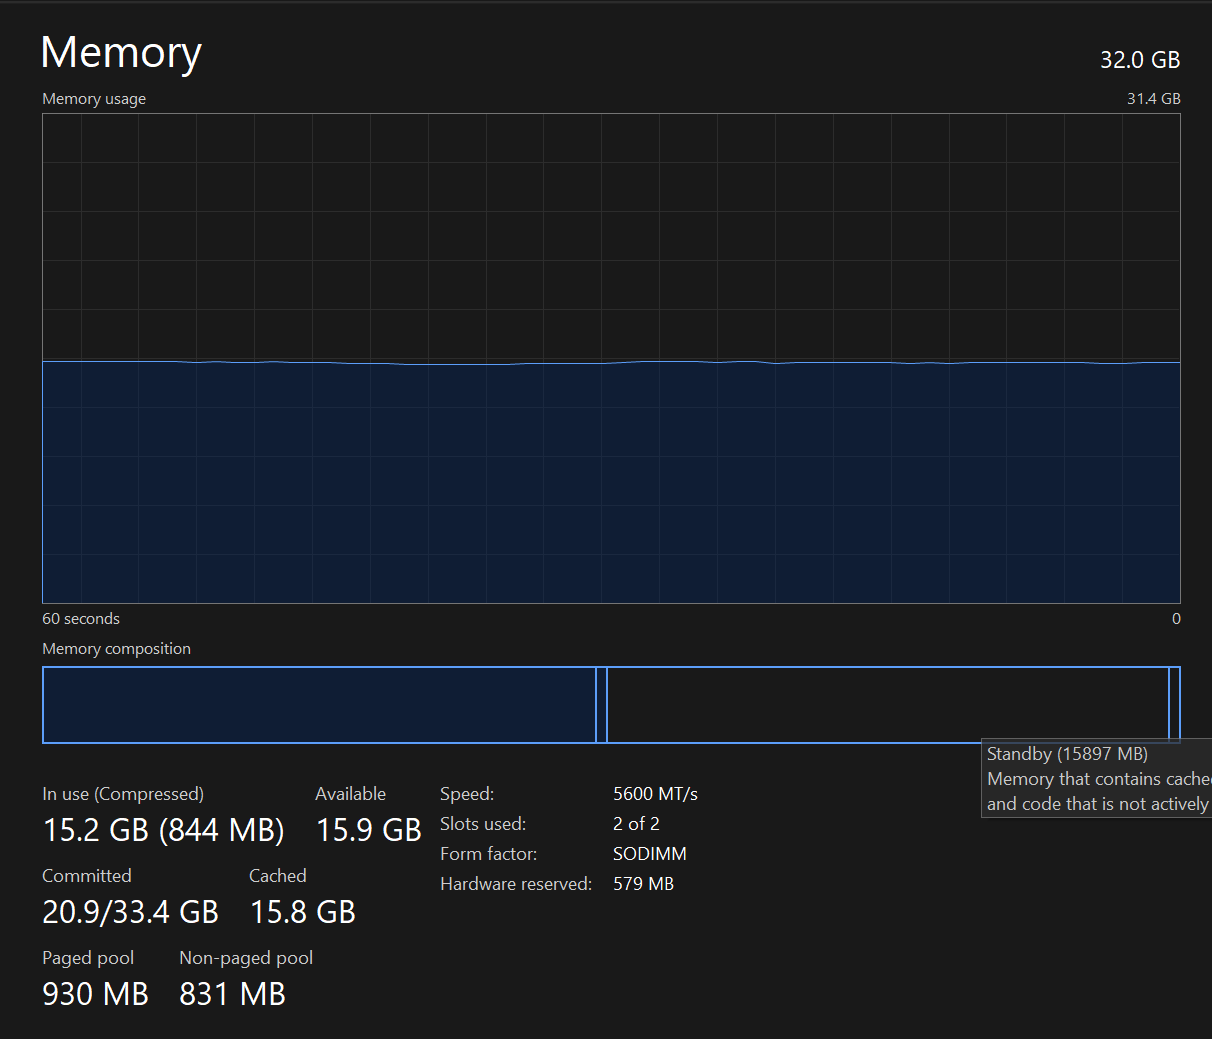 Memory
32.0 GB
Memory usage
31.4 GB
60 seconds
0
Memory composition
Standby (15897 MB)
Memory that contains cache
and code that is not actively
In use (Compressed)
Available
15.2 GB (844 MB)
15.9 GB
Committed
Cached
20.9/33.4 GB
15.8 GB
Paged pool
Non-paged pool
930 MB
831 MB
Speed:
5600 MT/s
Slots used:
2 of 2
Form factor:
SODIMM
Hardware reserved:
579 MB